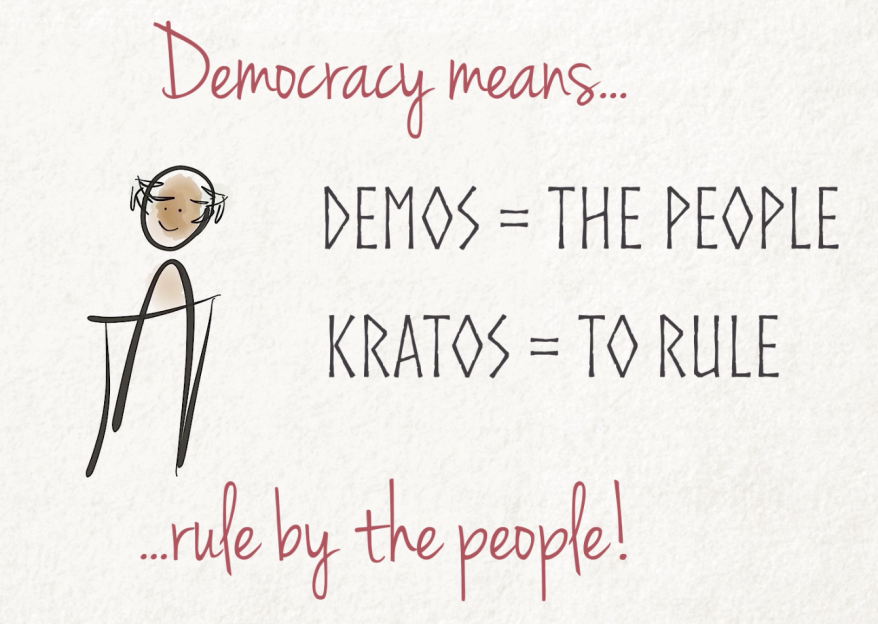 Democracy means...
DEMOS = THE PEOPLE
KRATOS = TO RULE
...rule by the people!